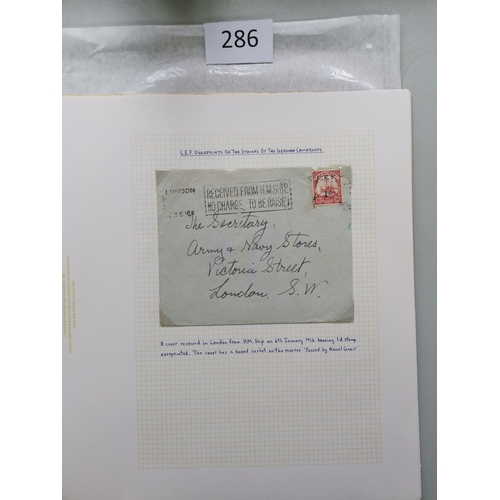 286
C.E.F. OVERPRINTS ON THE STAMPS OF THE GERMAN CAMEROONS
LONDON
RECEIVED FROM H.M. SHIP
NO CHARGE TO BE RAISED
The Secretary,
Army & Navy Stores,
Victoria Street,
London. S.W.
A cover received in London from H.M. Ship on 6th January 1916 bearing 1d stamp
overprinted. The cover has a boxed cachet on the reverse 'Passed by Naval Censor'